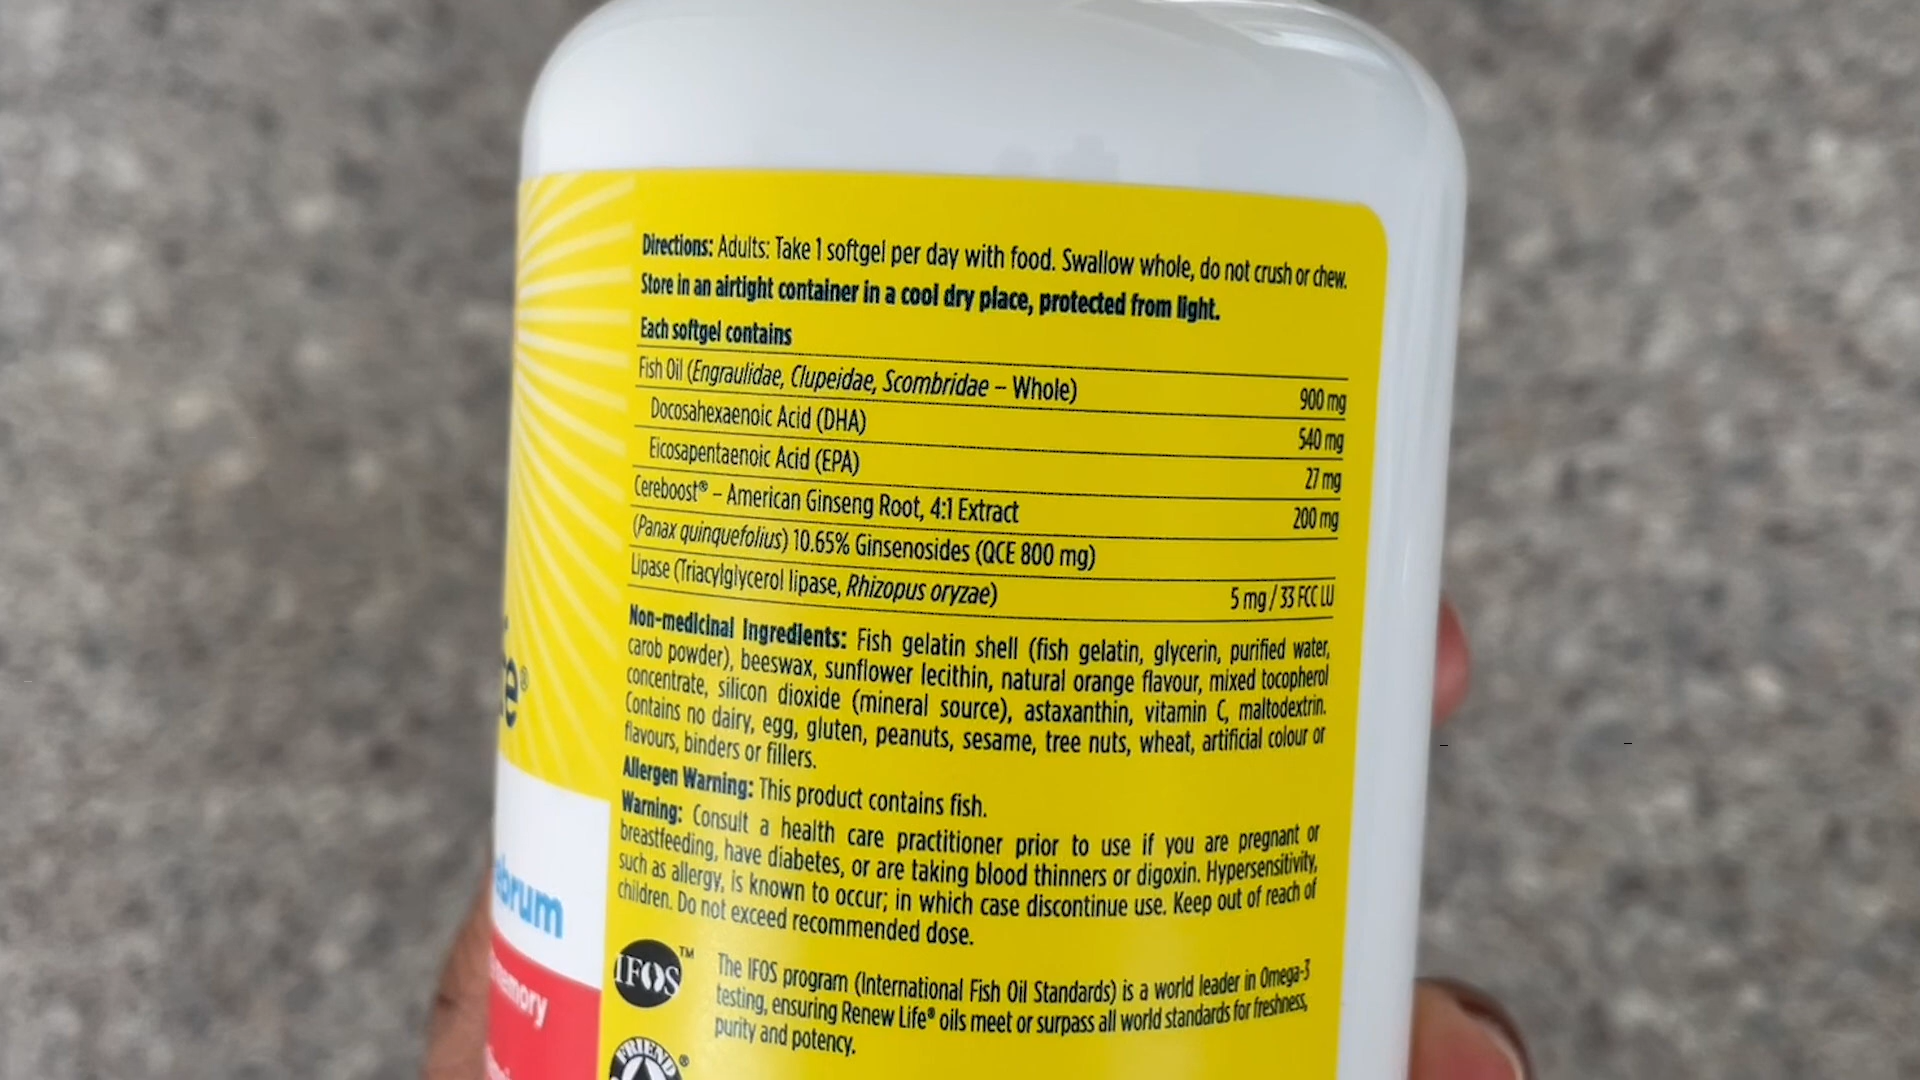 Directions: Adults: Take 1 softgel per day with food. Swallow whole, do not crush or chew.
Store in an airtight container in a cool dry place, protected from light.
Each softgel contains
Fish Oil (Engraulidae, Clupeidae, Scombridae – Whole) 900 mg
Docosahexaenoic Acid (DHA) 540 mg
Eicosapentaenoic Acid (EPA) 27 mg
Cereboost® – American Ginseng Root, 4:1 Extract 200 mg
(Panax quinquefolius) 10.65% Ginsenosides (QCE 800 mg)
Lipase (Triacylglycerol lipase, Rhizopus oryzae) 5 mg / 33 FCC LU
Non-medicinal Ingredients: Fish gelatin shell (fish gelatin, glycerin, purified water,
carob powder), beeswax, sunflower lecithin, natural orange flavour, mixed tocopherol
concentrate, silicon dioxide (mineral source), astaxanthin, vitamin C, maltodextrin.
Contains no dairy, egg, gluten, peanuts, sesame, tree nuts, wheat, artificial colour or
flavours, binders or fillers.
Allergen Warning: This product contains fish.
Warning: Consult a health care practitioner prior to use if you are pregnant or
breastfeeding, have diabetes, or are taking blood thinners or digoxin. Hypersensitivity,
such as allergy, is known to occur; in which case discontinue use. Keep out of reach of
children. Do not exceed recommended dose.
IFOS™
The IFOS program (International Fish Oil Standards) is a world leader in Omega-3
testing, ensuring Renew Life® oils meet or surpass all world standards for freshness,
purity and potency.
FRIEND ®